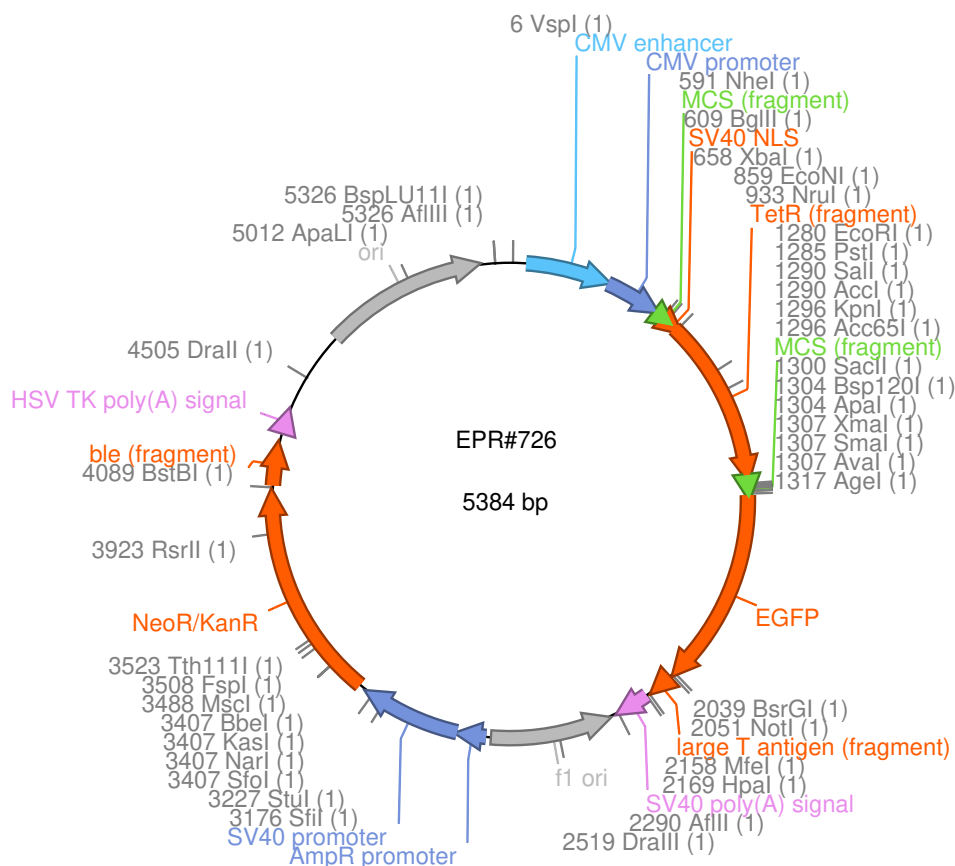 6 VspI (1)
CMV enhancer
CMV promoter
591 NheI (1)
MCS (fragment)
609 BglII (1)
SV40 NLS
658 XbaI (1)
859 EcoNI (1)
933 NruI (1)
TetR (fragment)
1280 EcoRI (1)
1285 PstI (1)
1290 SalI (1)
1290 AccI (1)
1296 KpnI (1)
1296 Acc65I (1)
MCS (fragment)
1300 SacII (1)
1304 Bsp120I (1)
1304 ApaI (1)
1307 XmaI (1)
1307 SmaI (1)
1307 AvaI (1)
1317 AgeI (1)
EGFP
2039 BsrGI (1)
2051 NotI (1)
large T antigen (fragment)
2158 MfeI (1)
2169 HpaI (1)
SV40 poly(A) signal
2290 AflII (1)
2519 DraIII (1)
f1 ori
AmpR promoter
SV40 promoter
3176 SfiI (1)
3227 StuI (1)
3407 SfoI (1)
3407 NarI (1)
3407 KasI (1)
3407 BbeI (1)
3488 MscI (1)
3508 FspI (1)
3523 Tth111I (1)
NeoR/KanR
3923 RsrII (1)
4089 BstBI (1)
ble (fragment)
HSV TK poly(A) signal
4505 DraII (1)
ori
5012 ApaLI (1)
5326 AflIII (1)
5326 BspLU11I (1)
EPR#726
5384 bp